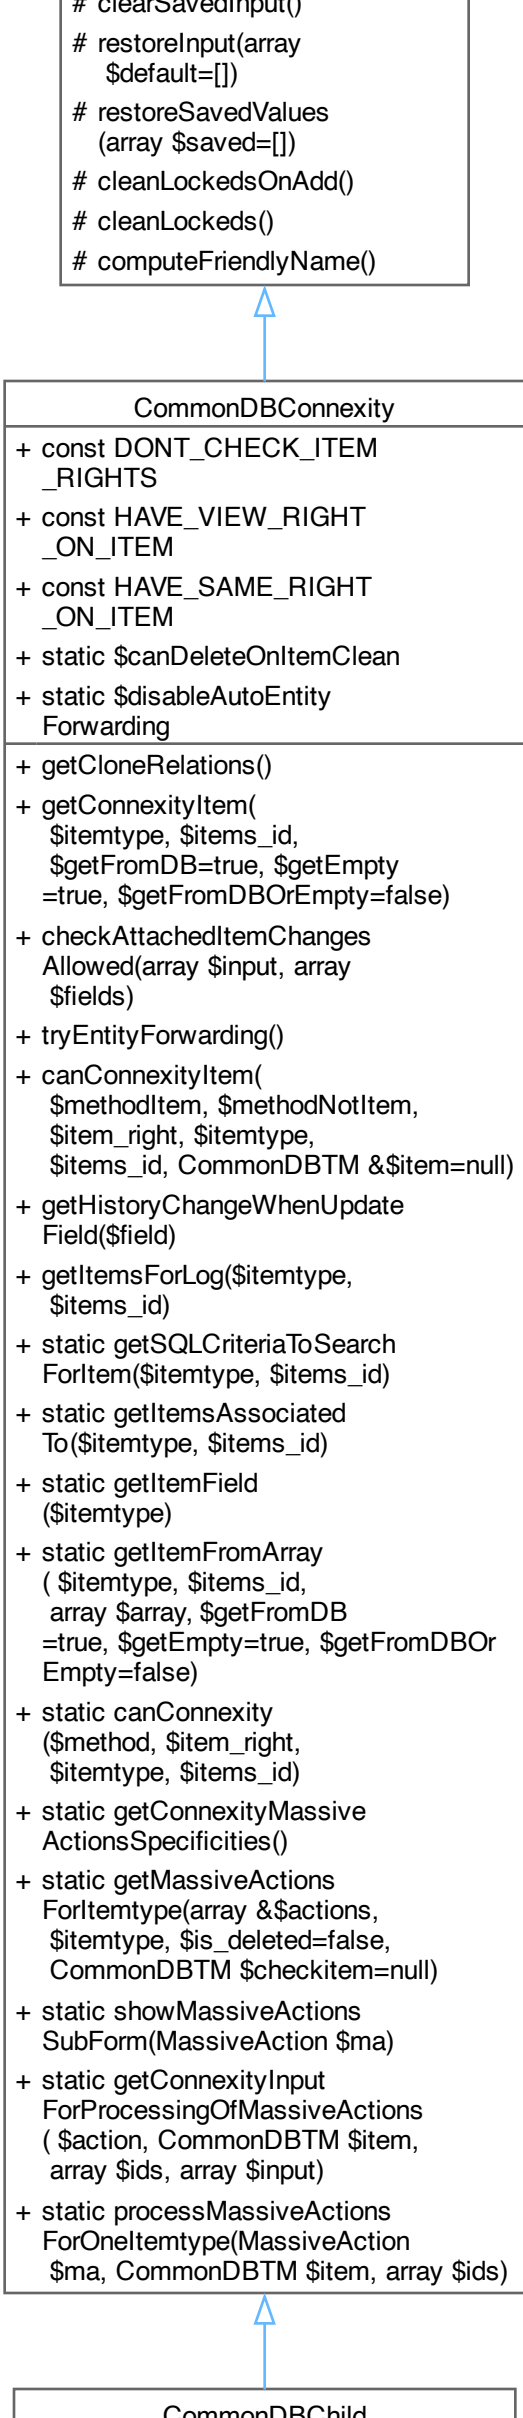 # clearSavedInput()
# restoreInput(array
$default=[])
# restoreSavedValues
(array $saved=[])
# cleanLockedsOnAdd()
# cleanLockeds()
# computeFriendlyName()
CommonDBConnexity
+ const DONT_CHECK_ITEM
_RIGHTS
+ const HAVE_VIEW_RIGHT
_ON_ITEM
+ const HAVE_SAME_RIGHT
_ON_ITEM
+ static $canDeleteOnItemClean
+ static $disableAutoEntity
Forwarding
+ getCloneRelations()
+ getConnexityItem(
$itemtype, $items_id,
$getFromDB=true, $getEmpty
=true, $getFromDBOrEmpty=false)
+ checkAttachedItemChanges
Allowed(array $input, array
$fields)
+ tryEntityForwarding()
+ canConnexityItem(
$methodItem, $methodNotItem,
$item_right, $itemtype,
$items_id, CommonDBTM &$item=null)
+ getHistoryChangeWhenUpdate
Field($field)
+ getItemsForLog($itemtype,
$items_id)
+ static getSQLCriteriaToSearch
ForItem($itemtype, $items_id)
+ static getItemsAssociated
To($itemtype, $items_id)
+ static getItemField
($itemtype)
+ static getItemFromArray
( $itemtype, $items_id,
array $array, $getFromDB
=true, $getEmpty=true, $getFromDBOr
Empty=false)
+ static canConnexity
($method, $item_right,
$itemtype, $items_id)
+ static getConnexityMassive
ActionsSpecificities()
+ static getMassiveActions
ForItemtype(array &$actions,
$itemtype, $is_deleted=false,
CommonDBTM $checkitem=null)
+ static showMassiveActions
SubForm(MassiveAction $ma)
+ static getConnexityInput
ForProcessingOfMassiveActions
( $action, CommonDBTM $item,
array $ids, array $input)
+ static processMassiveActions
ForOneItemtype(MassiveAction
$ma, CommonDBTM $item, array $ids)
CommonDBChild